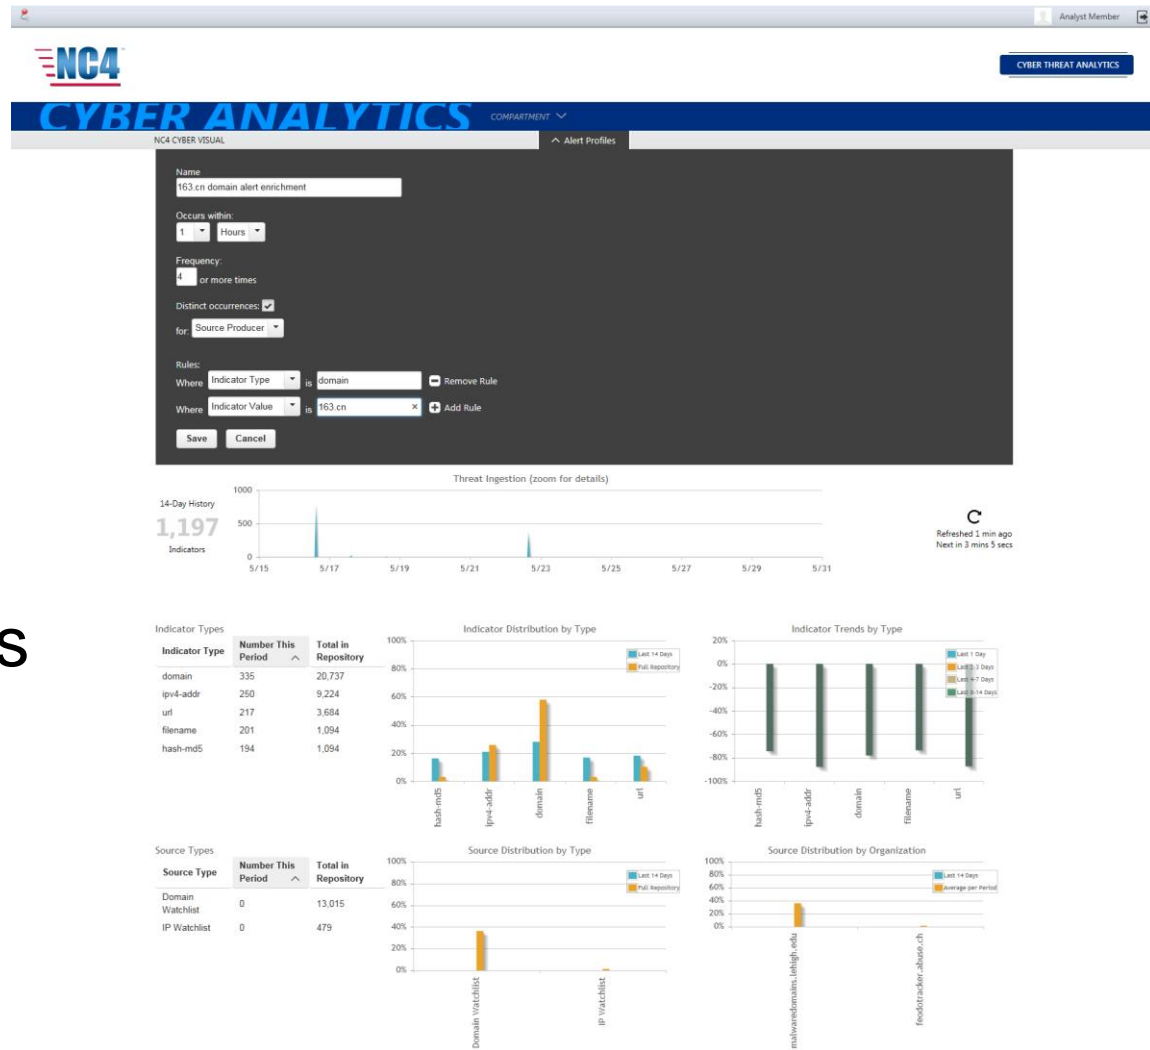 Analyst Member
NC4
CYBER THREAT ANALYTICS
CYBER ANALYTICS
COMPARTMENT
NC4 CYBER VISUAL
Alert Profiles
Name
163.cn domain alert enrichment
Occurs within:
1 Hours
Frequency:
4 or more times
Distinct occurrences:
for: Source Producer
Rules:
Where Indicator Type is domain Remove Rule
Where Indicator Value is 163.cn × Add Rule
Save Cancel
Threat Ingestion (zoom for details)
14-Day History
1,197
Indicators
1000
500
0
5/15 5/17 5/19 5/21 5/23 5/25 5/27 5/29 5/31
Refreshed 1 min ago
Next in 3 mins 5 secs
s
Indicator Types
Indicator Type Number This Period Total in Repository
domain 335 20,737
ipv4-addr 250 9,224
url 217 3,684
filename 201 1,094
hash-md5 194 1,094
Indicator Distribution by Type
100%
80%
60%
40%
20%
0%
Last 14 Days
Full Repository
hash-md5 ipv4-addr domain filename url
Indicator Trends by Type
20%
0%
-20%
-40%
-60%
-80%
-100%
Last 1 Day
Last 2-3 Days
Last 4-7 Days
Last 8-14 Days
hash-md5 ipv4-addr domain filename url
Source Types
Source Type Number This Period Total in Repository
Domain Watchlist 0 13,015
IP Watchlist 0 479
Source Distribution by Type
100%
80%
60%
40%
20%
0%
Last 14 Days
Full Repository
Domain Watchlist IP Watchlist
Source Distribution by Organization
100%
80%
60%
40%
20%
0%
Last 14 Days
Average per Period
malwaredomains.lehigh.edu feodotracker.abuse.ch